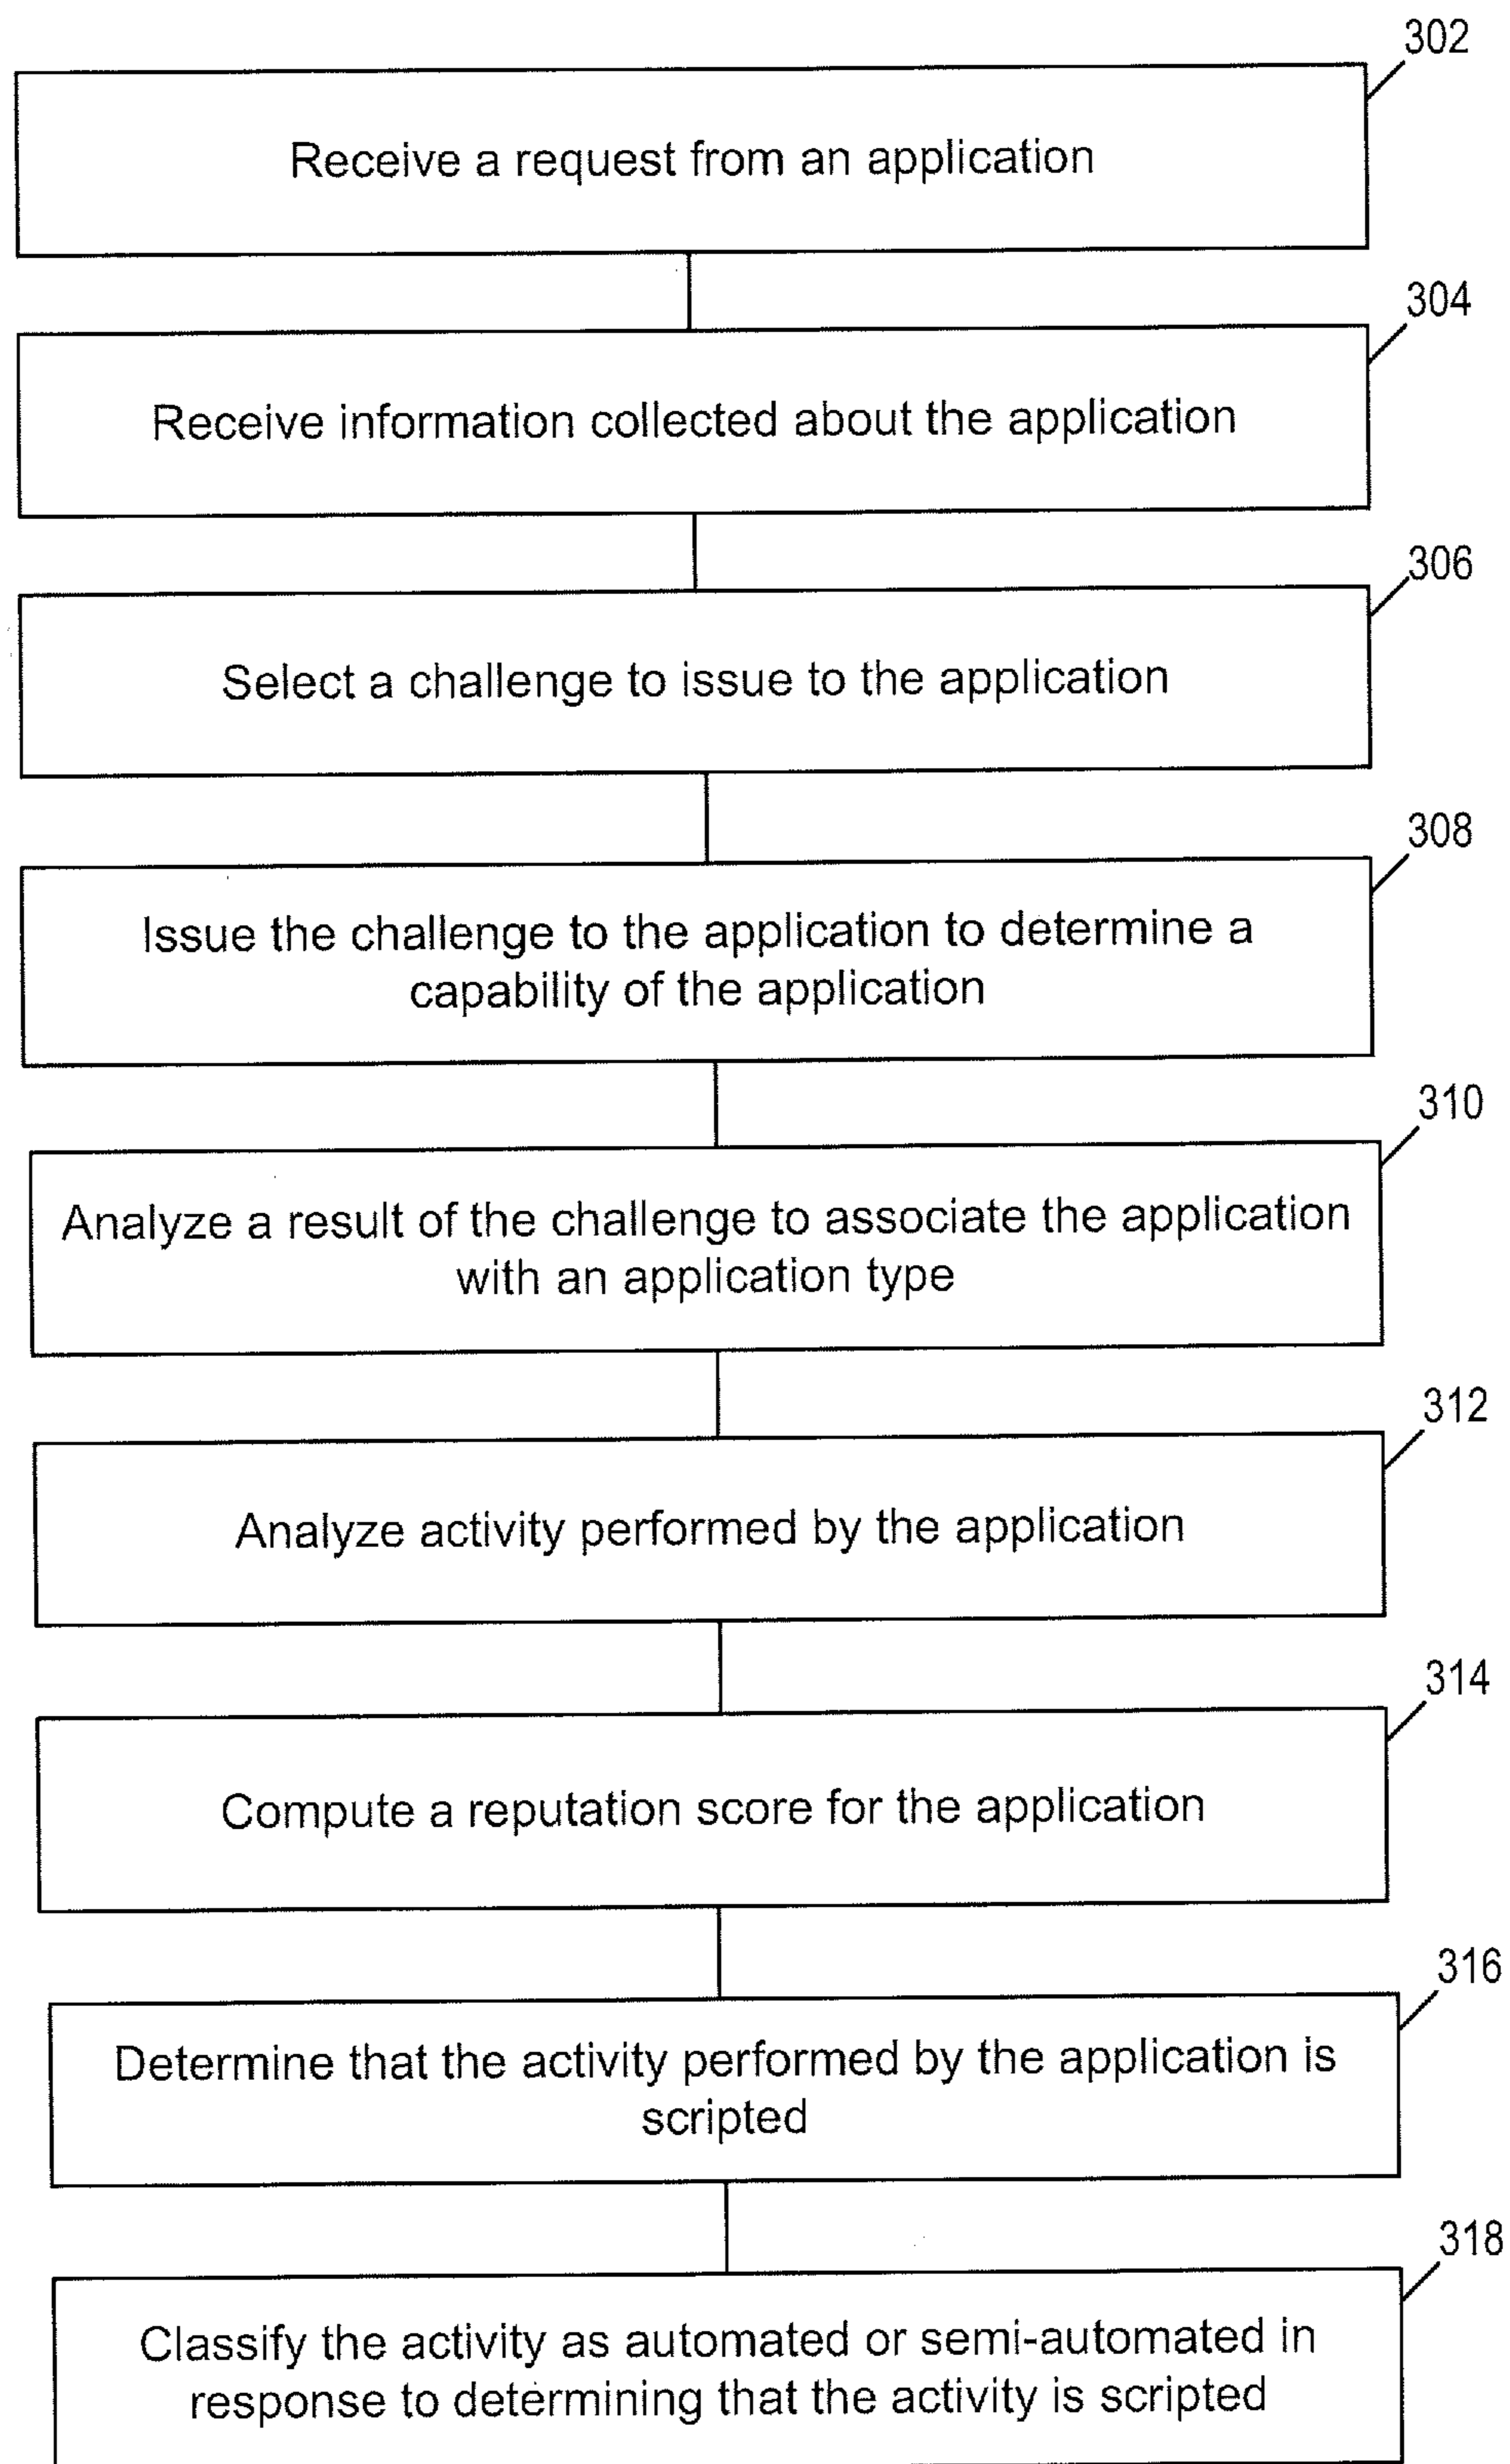 302
Receive a request from an application
304
Receive information collected about the application
306
Select a challenge to issue to the application
308
Issue the challenge to the application to determine a
capability of the application
310
Analyze a result of the challenge to associate the application
with an application type
312
Analyze activity performed by the application
314
Compute a reputation score for the application
316
Determine that the activity performed by the application is
scripted
318
Classify the activity as automated or semi-automated in
response to determining that the activity is scripted